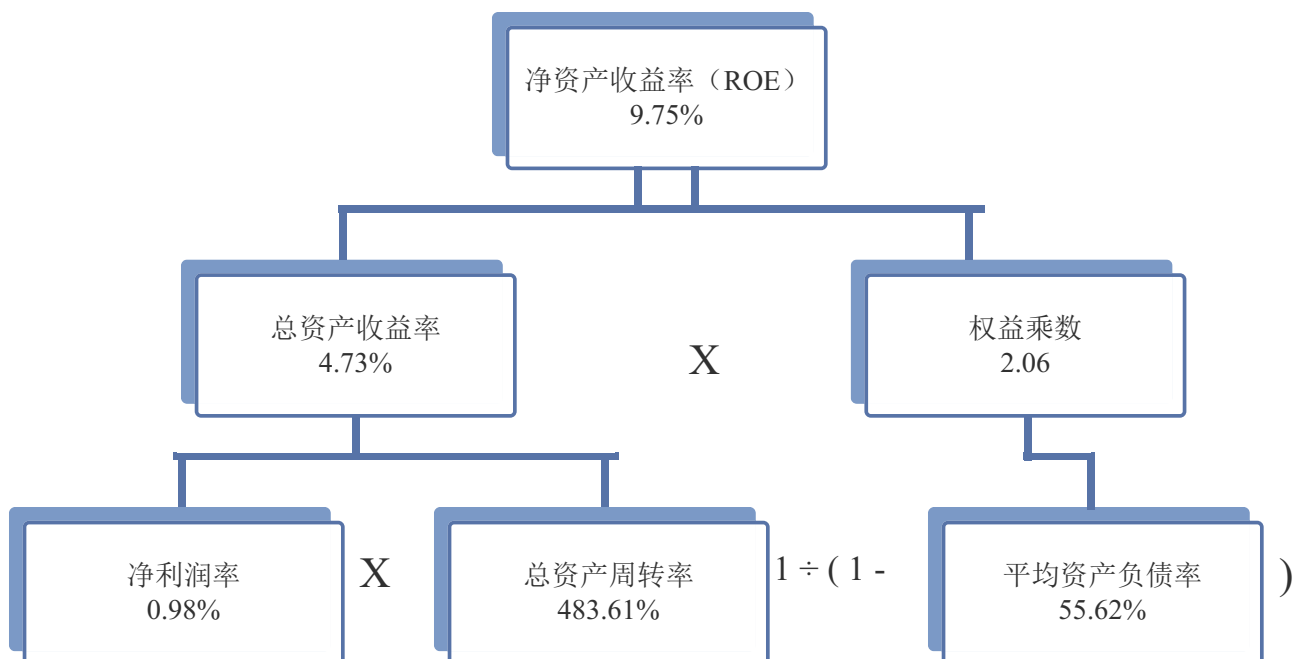 净资产收益率（ROE）
9.75%
总资产收益率
4.73%
X
权益乘数
2.06
净利润率
0.98%
X
总资产周转率
483.61%
1 ÷ ( 1 -
平均资产负债率
55.62%
)